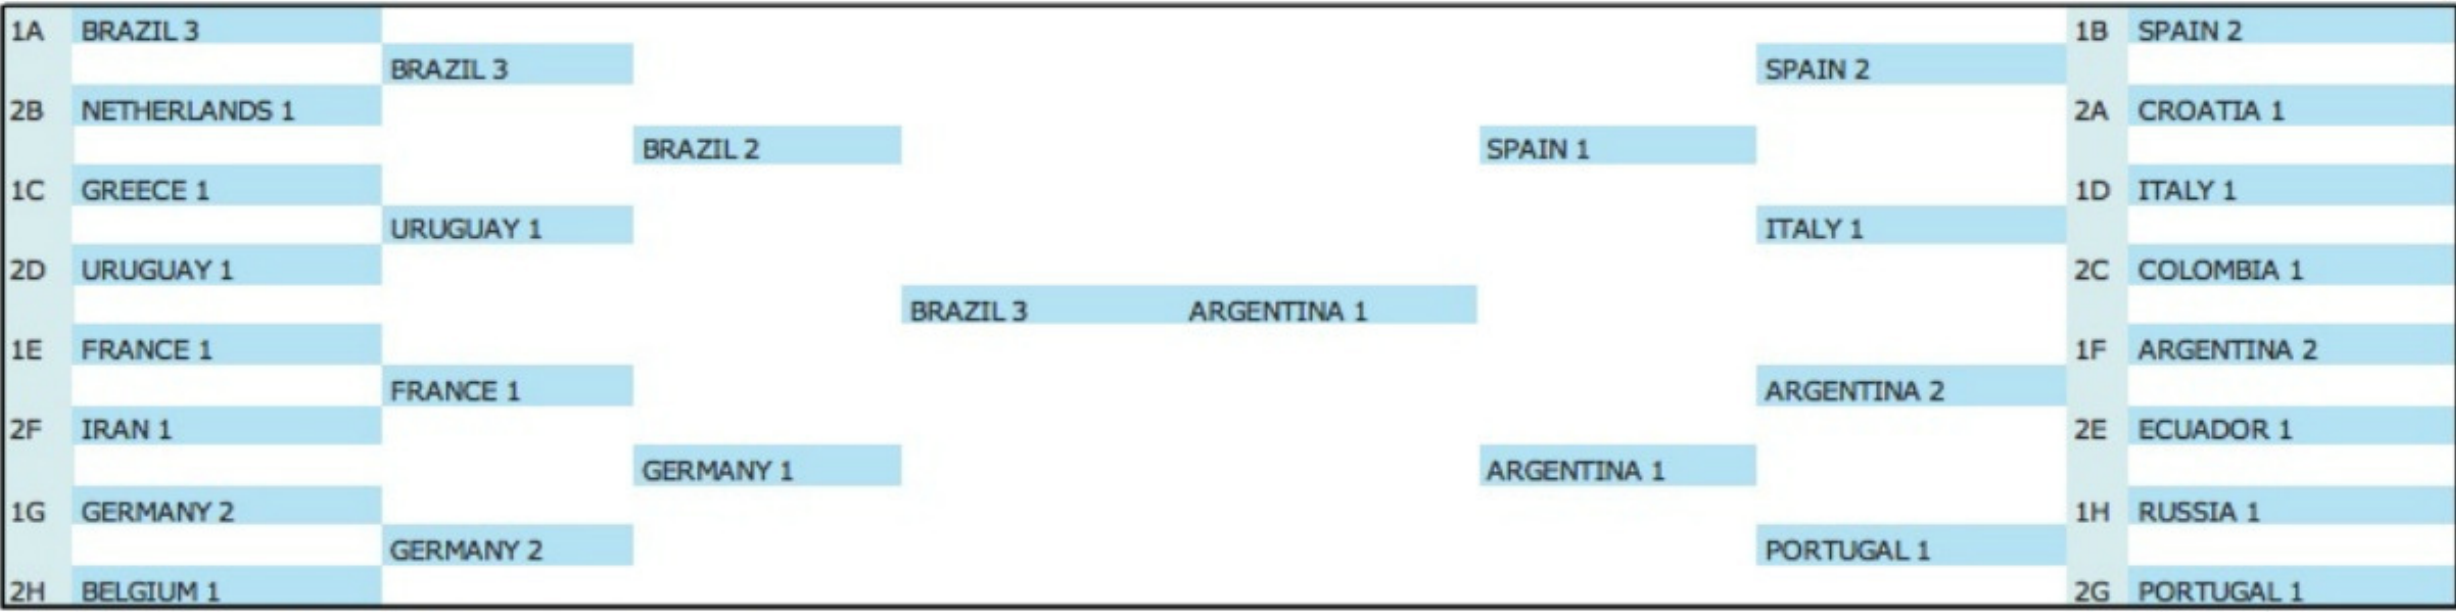 1A BRAZIL 3 1B SPAIN 2
BRAZIL 3 SPAIN 2
2B NETHERLANDS 1 2A CROATIA 1
BRAZIL 2 SPAIN 1
1C GREECE 1 1D ITALY 1
URUGUAY 1 ITALY 1
2D URUGUAY 1 2C COLOMBIA 1
BRAZIL 3 ARGENTINA 1
1E FRANCE 1 1F ARGENTINA 2
FRANCE 1 ARGENTINA 2
2F IRAN 1 2E ECUADOR 1
GERMANY 1 ARGENTINA 1
1G GERMANY 2 1H RUSSIA 1
GERMANY 2 PORTUGAL 1
2H BELGIUM 1 2G PORTUGAL 1